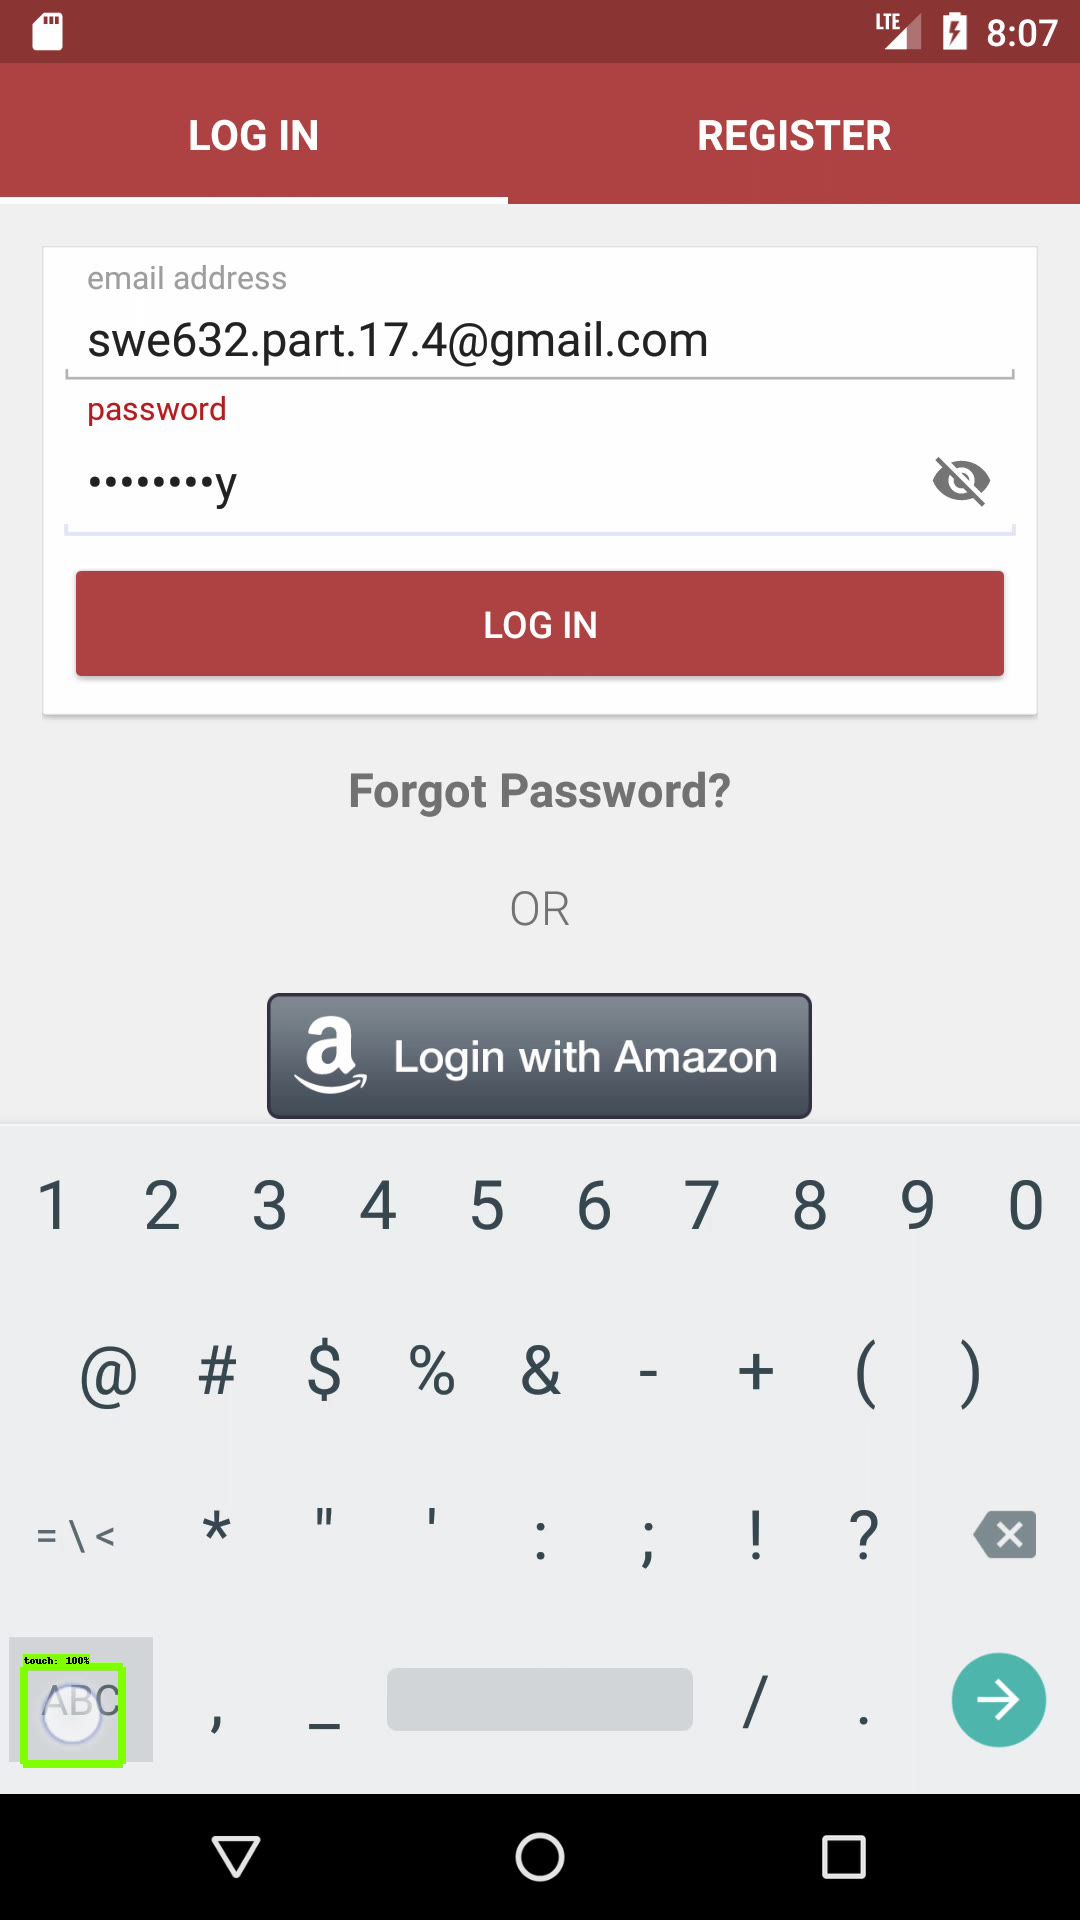 LTE 8:07
LOG IN REGISTER
email address
swe632.part.17.4@gmail.com
password
••••••••y
LOG IN
Forgot Password?
OR
a Login with Amazon
1 2 3 4 5 6 7 8 9 0
@ # $ % & - + ( )
= \ < * " ' : ; ! ?
touch: 100%
ABC , _ / .